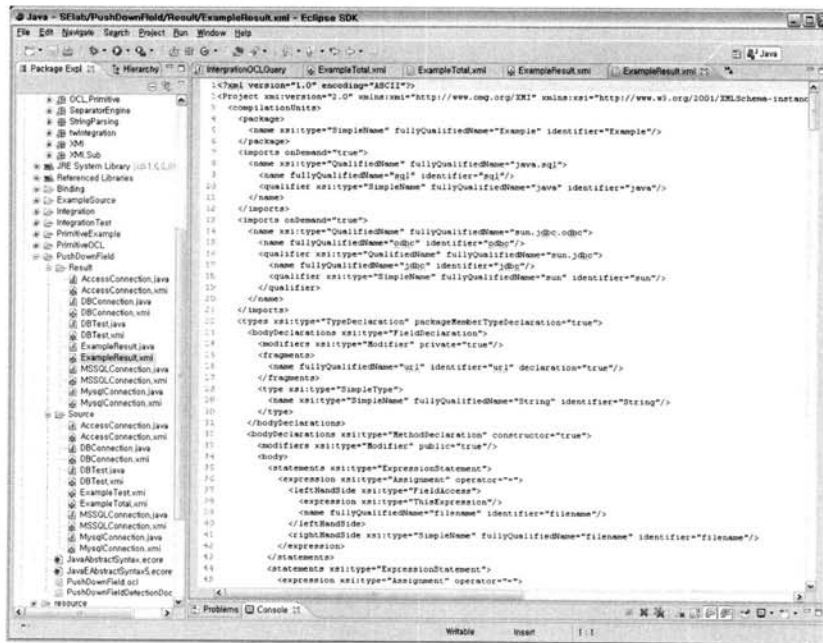 Java - SElab/PushDownField/Result/ExampleResult.xmi - Eclipse SDK
File Edit Navigate Search Project Run Window Help
Java
Package Expl
Hierarchy
IntergrationOCLQuery
ExampleTotal.xmi
ExampleTotal.xmi
ExampleResult.xmi
ExampleResult.xmi
OCL_Primitive
SeparatorEngine
StringParsing
twIntegration
XMI
XMI.Sub
JRE System Library
Referenced Libraries
Binding
ExampleSource
Integration
IntegrationTest
PrimitiveExample
PrimitiveOCL
PushDownField
Result
AccessConnection.java
AccessConnection.xmi
DBConnection.java
DBConnection.xmi
DBTest.java
DBTest.xmi
ExampleResult.java
ExampleResult.xmi
MSSQLConnection.java
MSSQLConnection.xmi
MysqlConnection.java
MysqlConnection.xmi
Source
AccessConnection.java
AccessConnection.xmi
DBConnection.java
DBConnection.xmi
DBTest.java
DBTest.xmi
ExampleTest.xmi
ExampleTotal.xmi
MSSQLConnection.java
MSSQLConnection.xmi
MysqlConnection.java
MysqlConnection.xmi
JavaAbstractSyntax.ecore
JavaEAbstractSyntax5.ecore
PushDownField.ocl
PushDownFieldDetectionDoc
resource
<?xml version="1.0" encoding="ASCII"?>
<Project xmi:version="2.0" xmlns:xmi="http://www.omg.org/XMI" xmlns:xsi="http://www.w3.org/2001/XMLSchema-instanc
<compilationUnits>
<package>
<name xsi:type="SimpleName" fullyQualifiedName="Example" identifier="Example"/>
</package>
<imports onDemand="true">
<name xsi:type="QualifiedName" fullyQualifiedName="java.sql">
<name fullyQualifiedName="sql" identifier="sql"/>
<qualifier xsi:type="SimpleName" fullyQualifiedName="java" identifier="java"/>
</name>
</imports>
<imports onDemand="true">
<name xsi:type="QualifiedName" fullyQualifiedName="sun.jdbc.odbc">
<name fullyQualifiedName="odbc" identifier="odbc"/>
<qualifier xsi:type="QualifiedName" fullyQualifiedName="sun.jdbc">
<name fullyQualifiedName="jdbc" identifier="jdbc"/>
<qualifier xsi:type="SimpleName" fullyQualifiedName="sun" identifier="sun"/>
</qualifier>
</name>
</imports>
<types xsi:type="TypeDeclaration" packageMemberTypeDeclaration="true">
<bodyDeclarations xsi:type="FieldDeclaration">
<modifiers xsi:type="Modifier" private="true"/>
<fragments>
<name fullyQualifiedName="url" identifier="url" declaration="true"/>
</fragments>
<type xsi:type="SimpleType">
<name xsi:type="SimpleName" fullyQualifiedName="String" identifier="String"/>
</type>
</bodyDeclarations>
<bodyDeclarations xsi:type="MethodDeclaration" constructor="true">
<modifiers xsi:type="Modifier" public="true"/>
<body>
<statements xsi:type="ExpressionStatement">
<expression xsi:type="Assignment" operator="=">
<leftHandSide xsi:type="FieldAccess">
<expression xsi:type="ThisExpression"/>
<name fullyQualifiedName="filename" identifier="filename"/>
</leftHandSide>
<rightHandSide xsi:type="SimpleName" fullyQualifiedName="filename" identifier="filename"/>
</expression>
</statements>
<statements xsi:type="ExpressionStatement">
<expression xsi:type="Assignment" operator="=">
Problems
Console
Writable
Insert
1 : 1